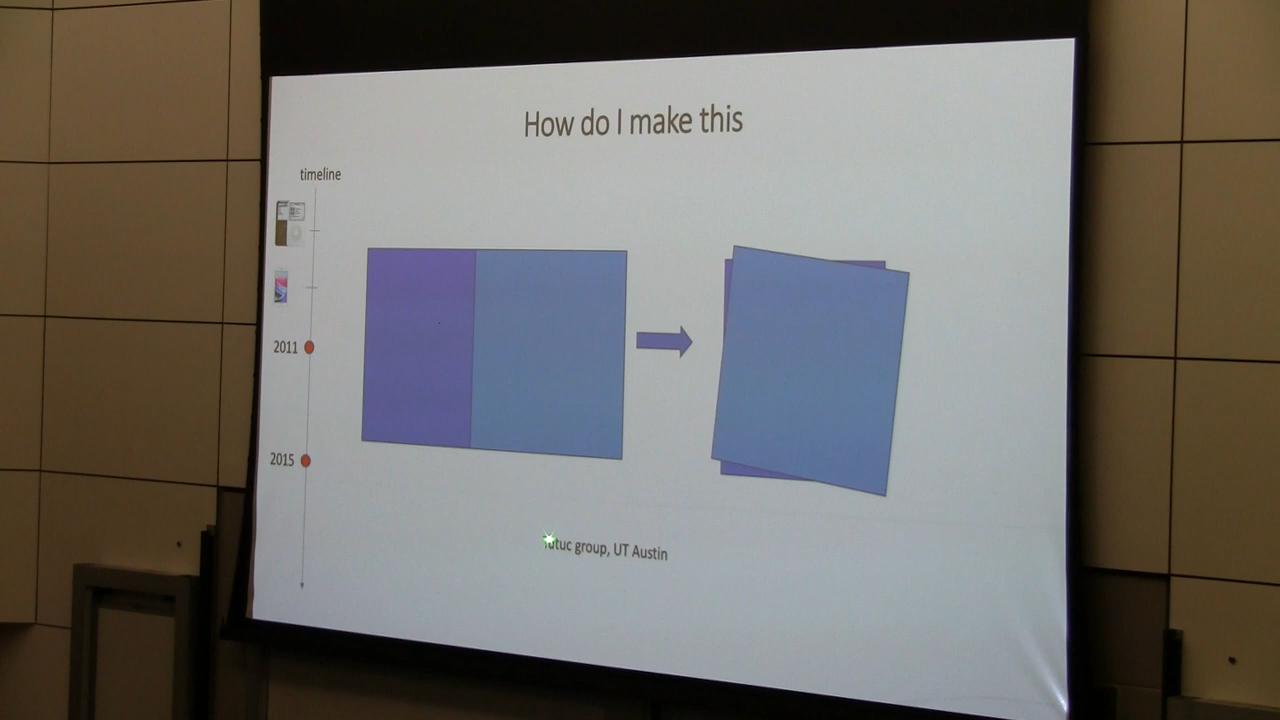 How do I make this
timeline
2011
2015
group, UT Austin